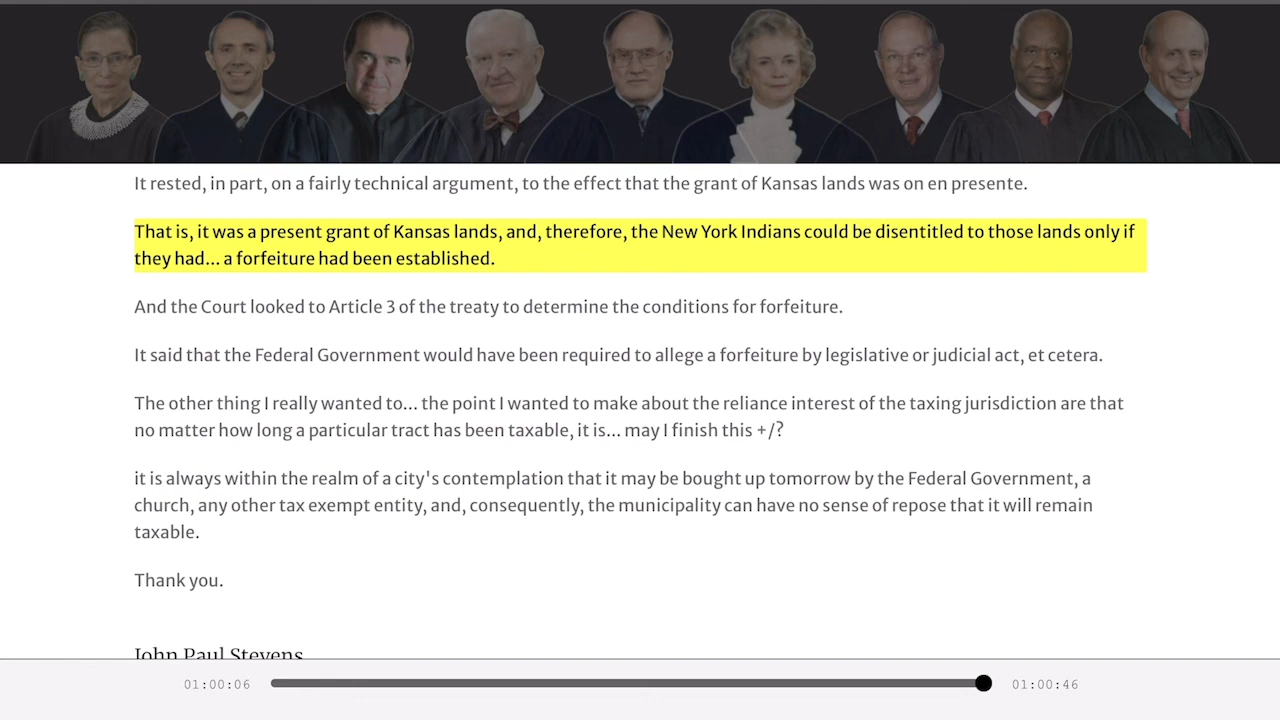 It rested, in part, on a fairly technical argument, to the effect that the grant of Kansas lands was on en presente.
That is, it was a present grant of Kansas lands, and, therefore, the New York Indians could be disentitled to those lands only if
they had... a forfeiture had been established.
And the Court looked to Article 3 of the treaty to determine the conditions for forfeiture.
It said that the Federal Government would have been required to allege a forfeiture by legislative or judicial act, et cetera.
The other thing I really wanted to... the point I wanted to make about the reliance interest of the taxing jurisdiction are that
no matter how long a particular tract has been taxable, it is... may I finish this +/?
it is always within the realm of a city's contemplation that it may be bought up tomorrow by the Federal Government, a
church, any other tax exempt entity, and, consequently, the municipality can have no sense of repose that it will remain
taxable.
Thank you.
John Paul Stevens
01:00:06
01:00:46